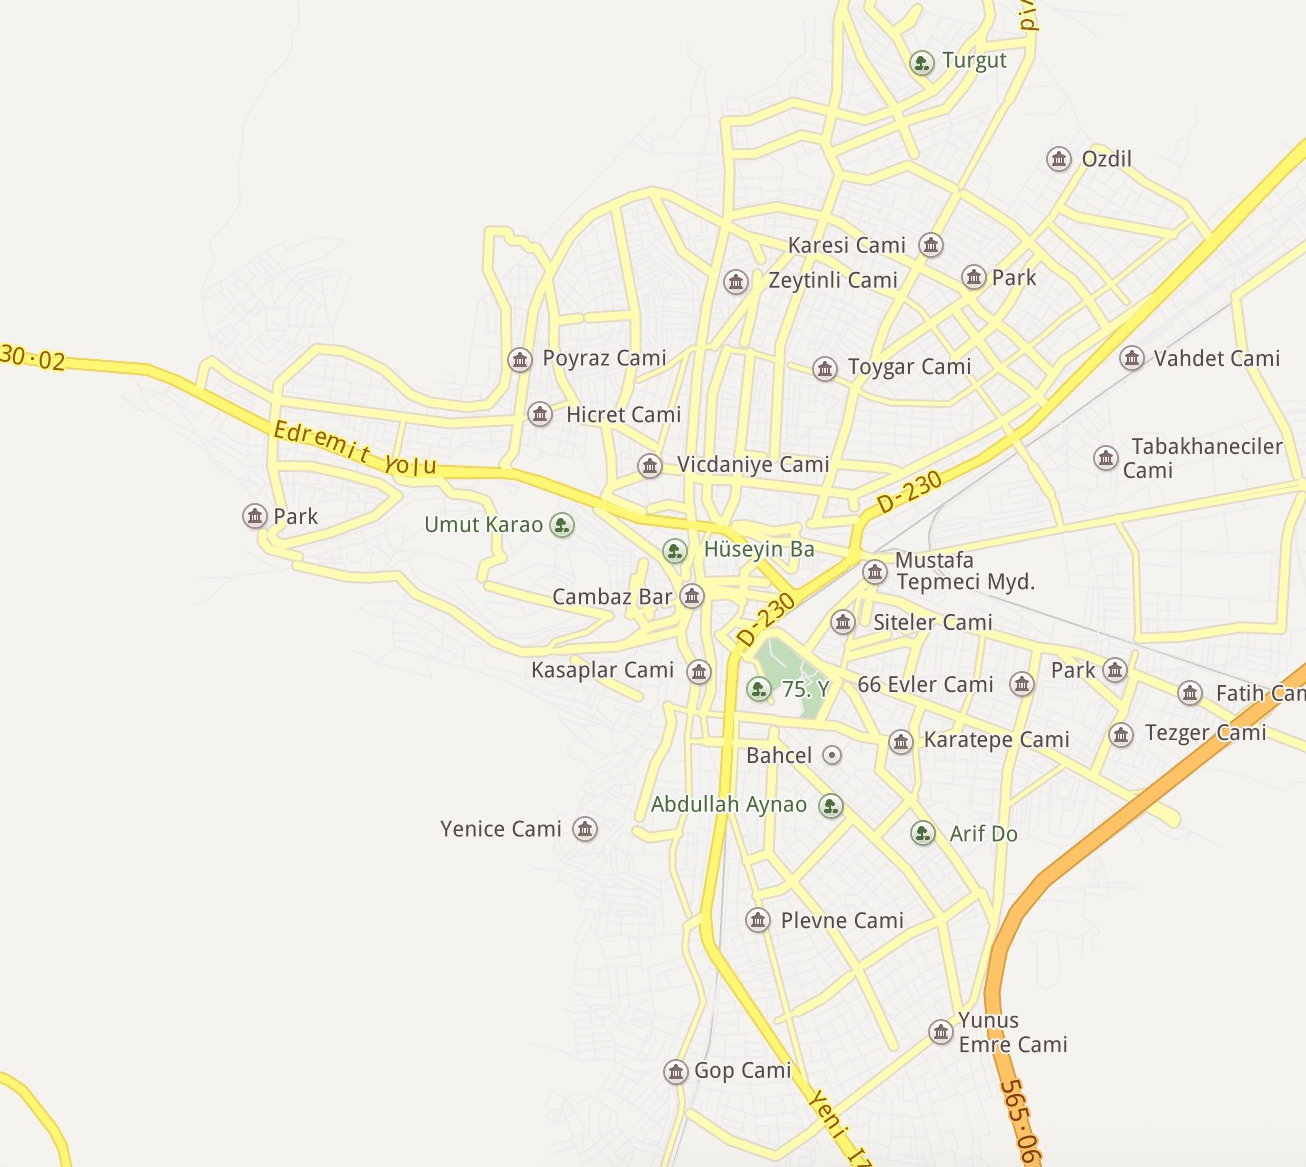 Turgut
Ozdil
Karesi Cami
Park
Zeytinli Cami
30·02
Poyraz Cami
Toygar Cami
Vahdet Cami
Hicret Cami
Edremit Yolu
Vicdaniye Cami
Tabakhaneciler
Cami
D-230
Park
Umut Karao
Hüseyin Ba
Mustafa
Tepmeci Myd.
Cambaz Bar
D-230
Siteler Cami
Kasaplar Cami
75. Y
66 Evler Cami
Park
Fatih Cam
Karatepe Cami
Tezger Cami
Bahcel
Abdullah Aynao
Yenice Cami
Arif Do
Plevne Cami
Yunus
Emre Cami
Gop Cami
Yeni İz
565·06